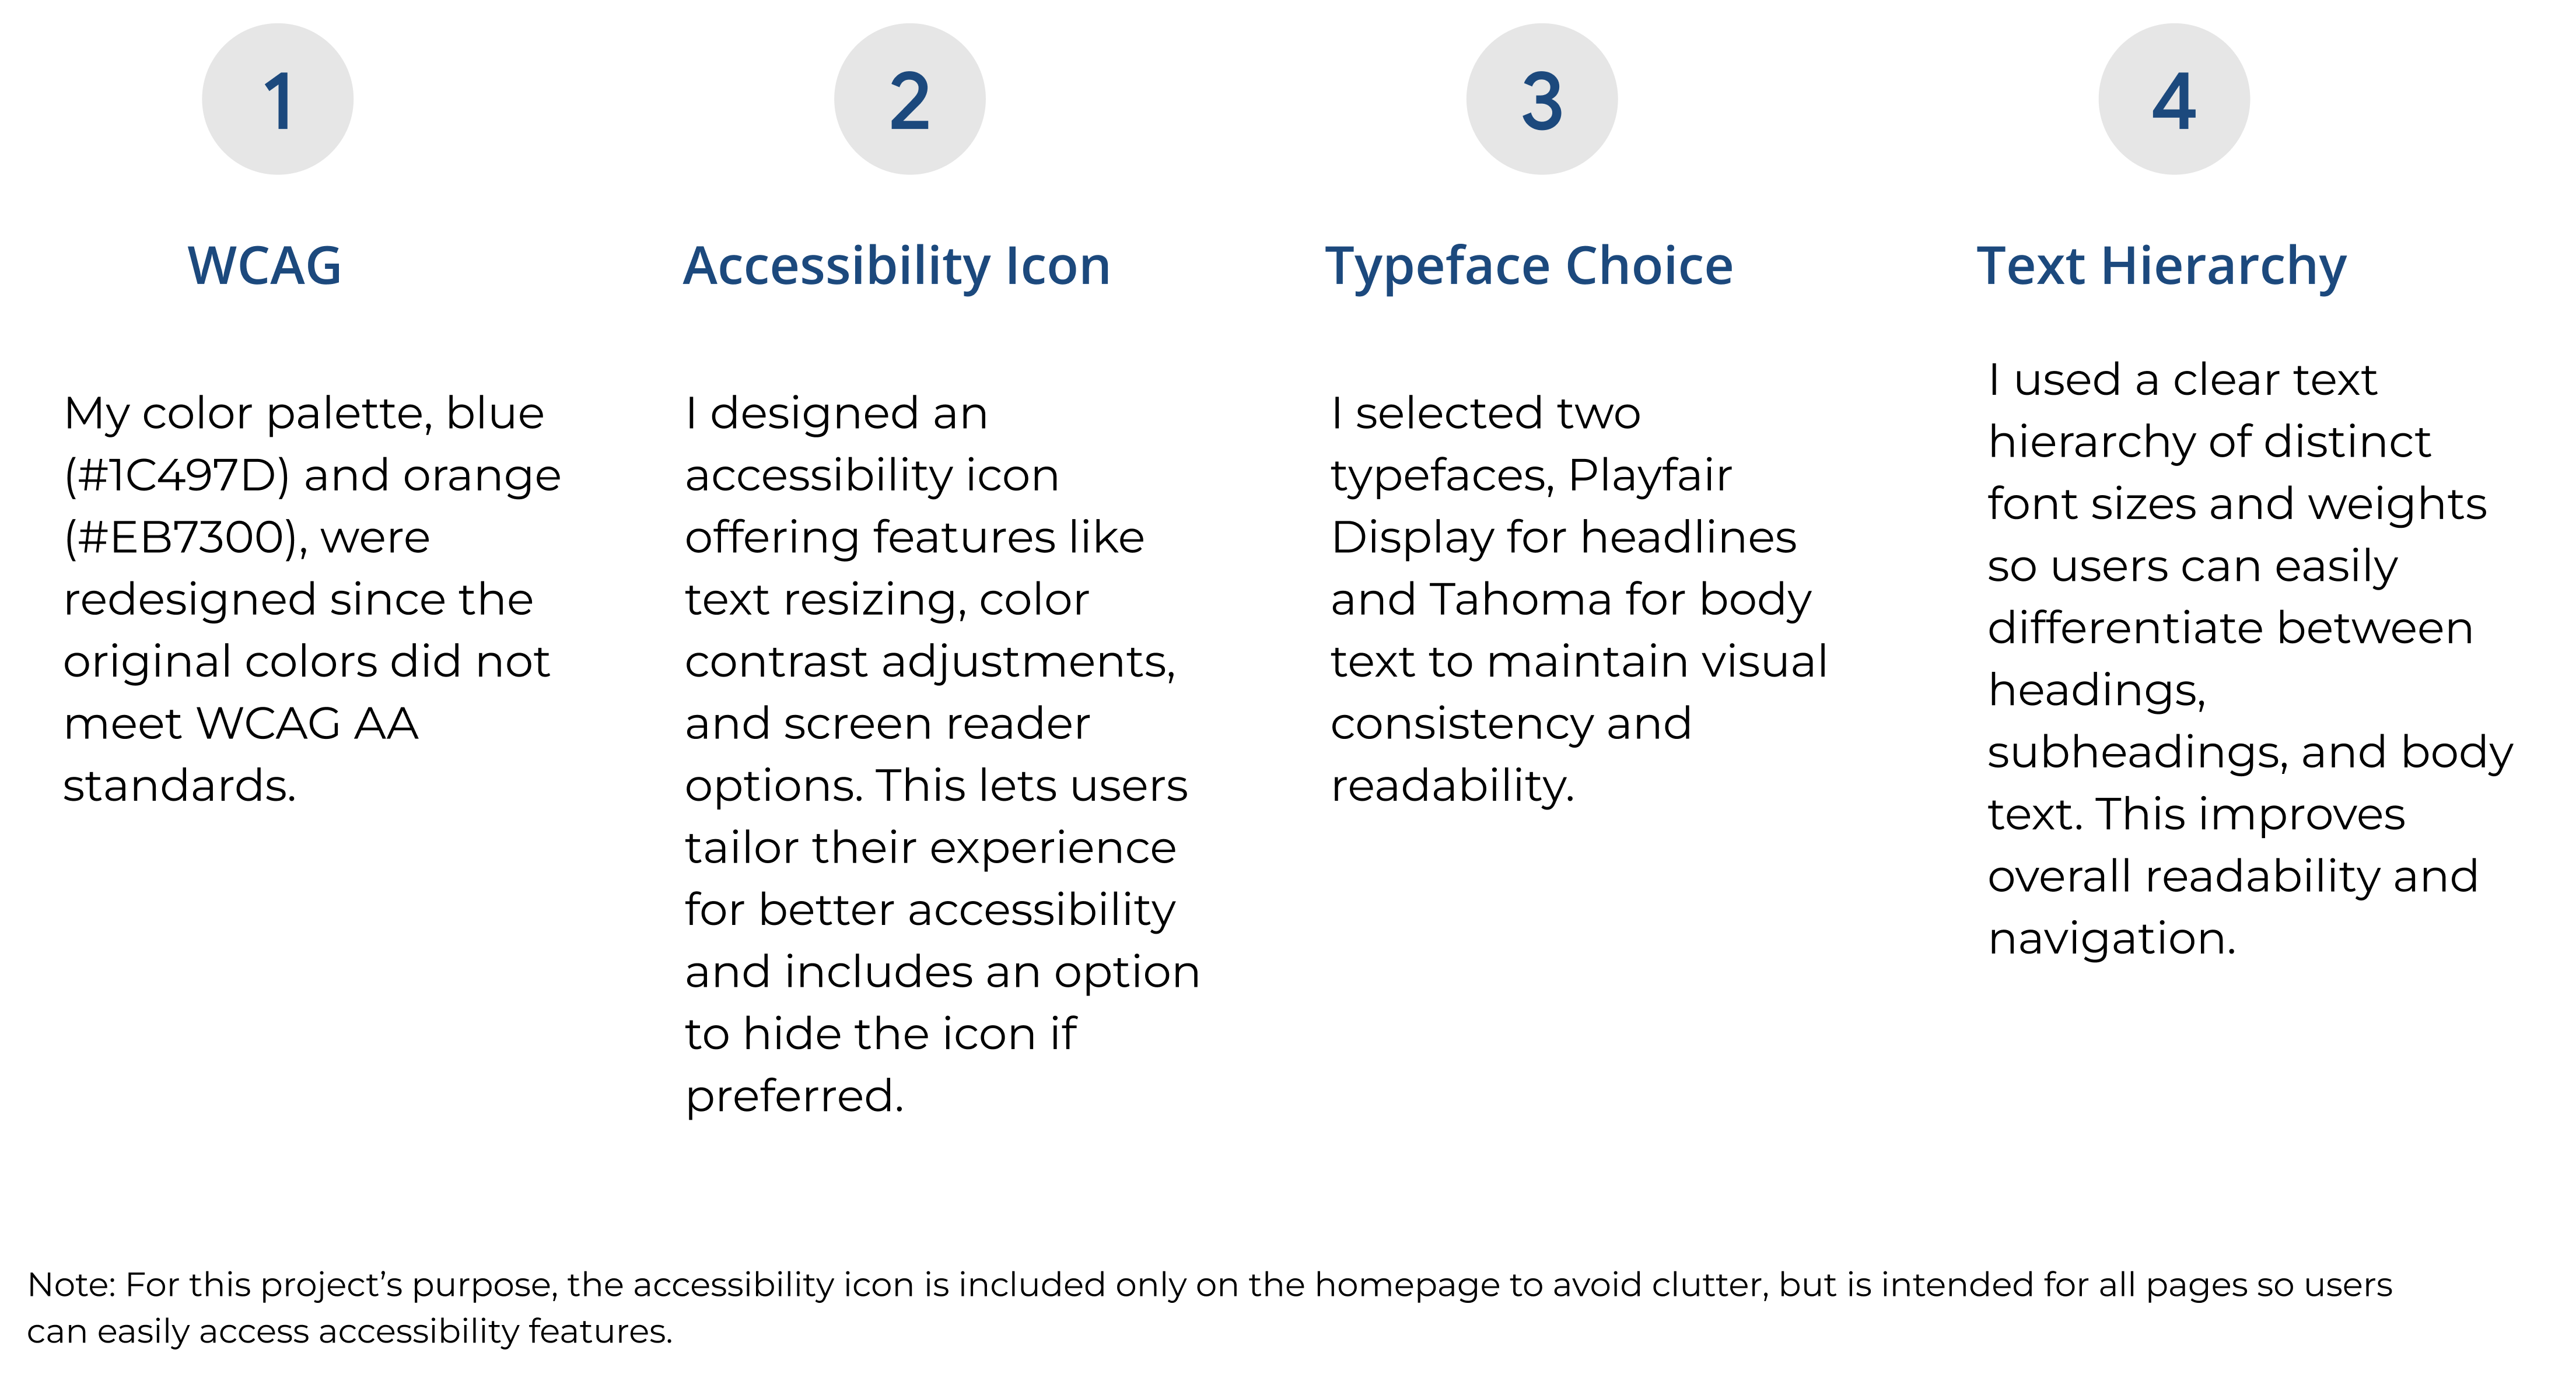 1
WCAG
My color palette, blue
(#1C497D) and orange
(#EB7300), were
redesigned since the
original colors did not
meet WCAG AA
standards.
2
Accessibility Icon
I designed an
accessibility icon
offering features like
text resizing, color
contrast adjustments,
and screen reader
options. This lets users
tailor their experience
for better accessibility
and includes an option
to hide the icon if
preferred.
3
Typeface Choice
I selected two
typefaces, Playfair
Display for headlines
and Tahoma for body
text to maintain visual
consistency and
readability.
4
Text Hierarchy
I used a clear text
hierarchy of distinct
font sizes and weights
so users can easily
differentiate between
headings,
subheadings, and body
text. This improves
overall readability and
navigation.
Note: For this project’s purpose, the accessibility icon is included only on the homepage to avoid clutter, but is intended for all pages so users
can easily access accessibility features.